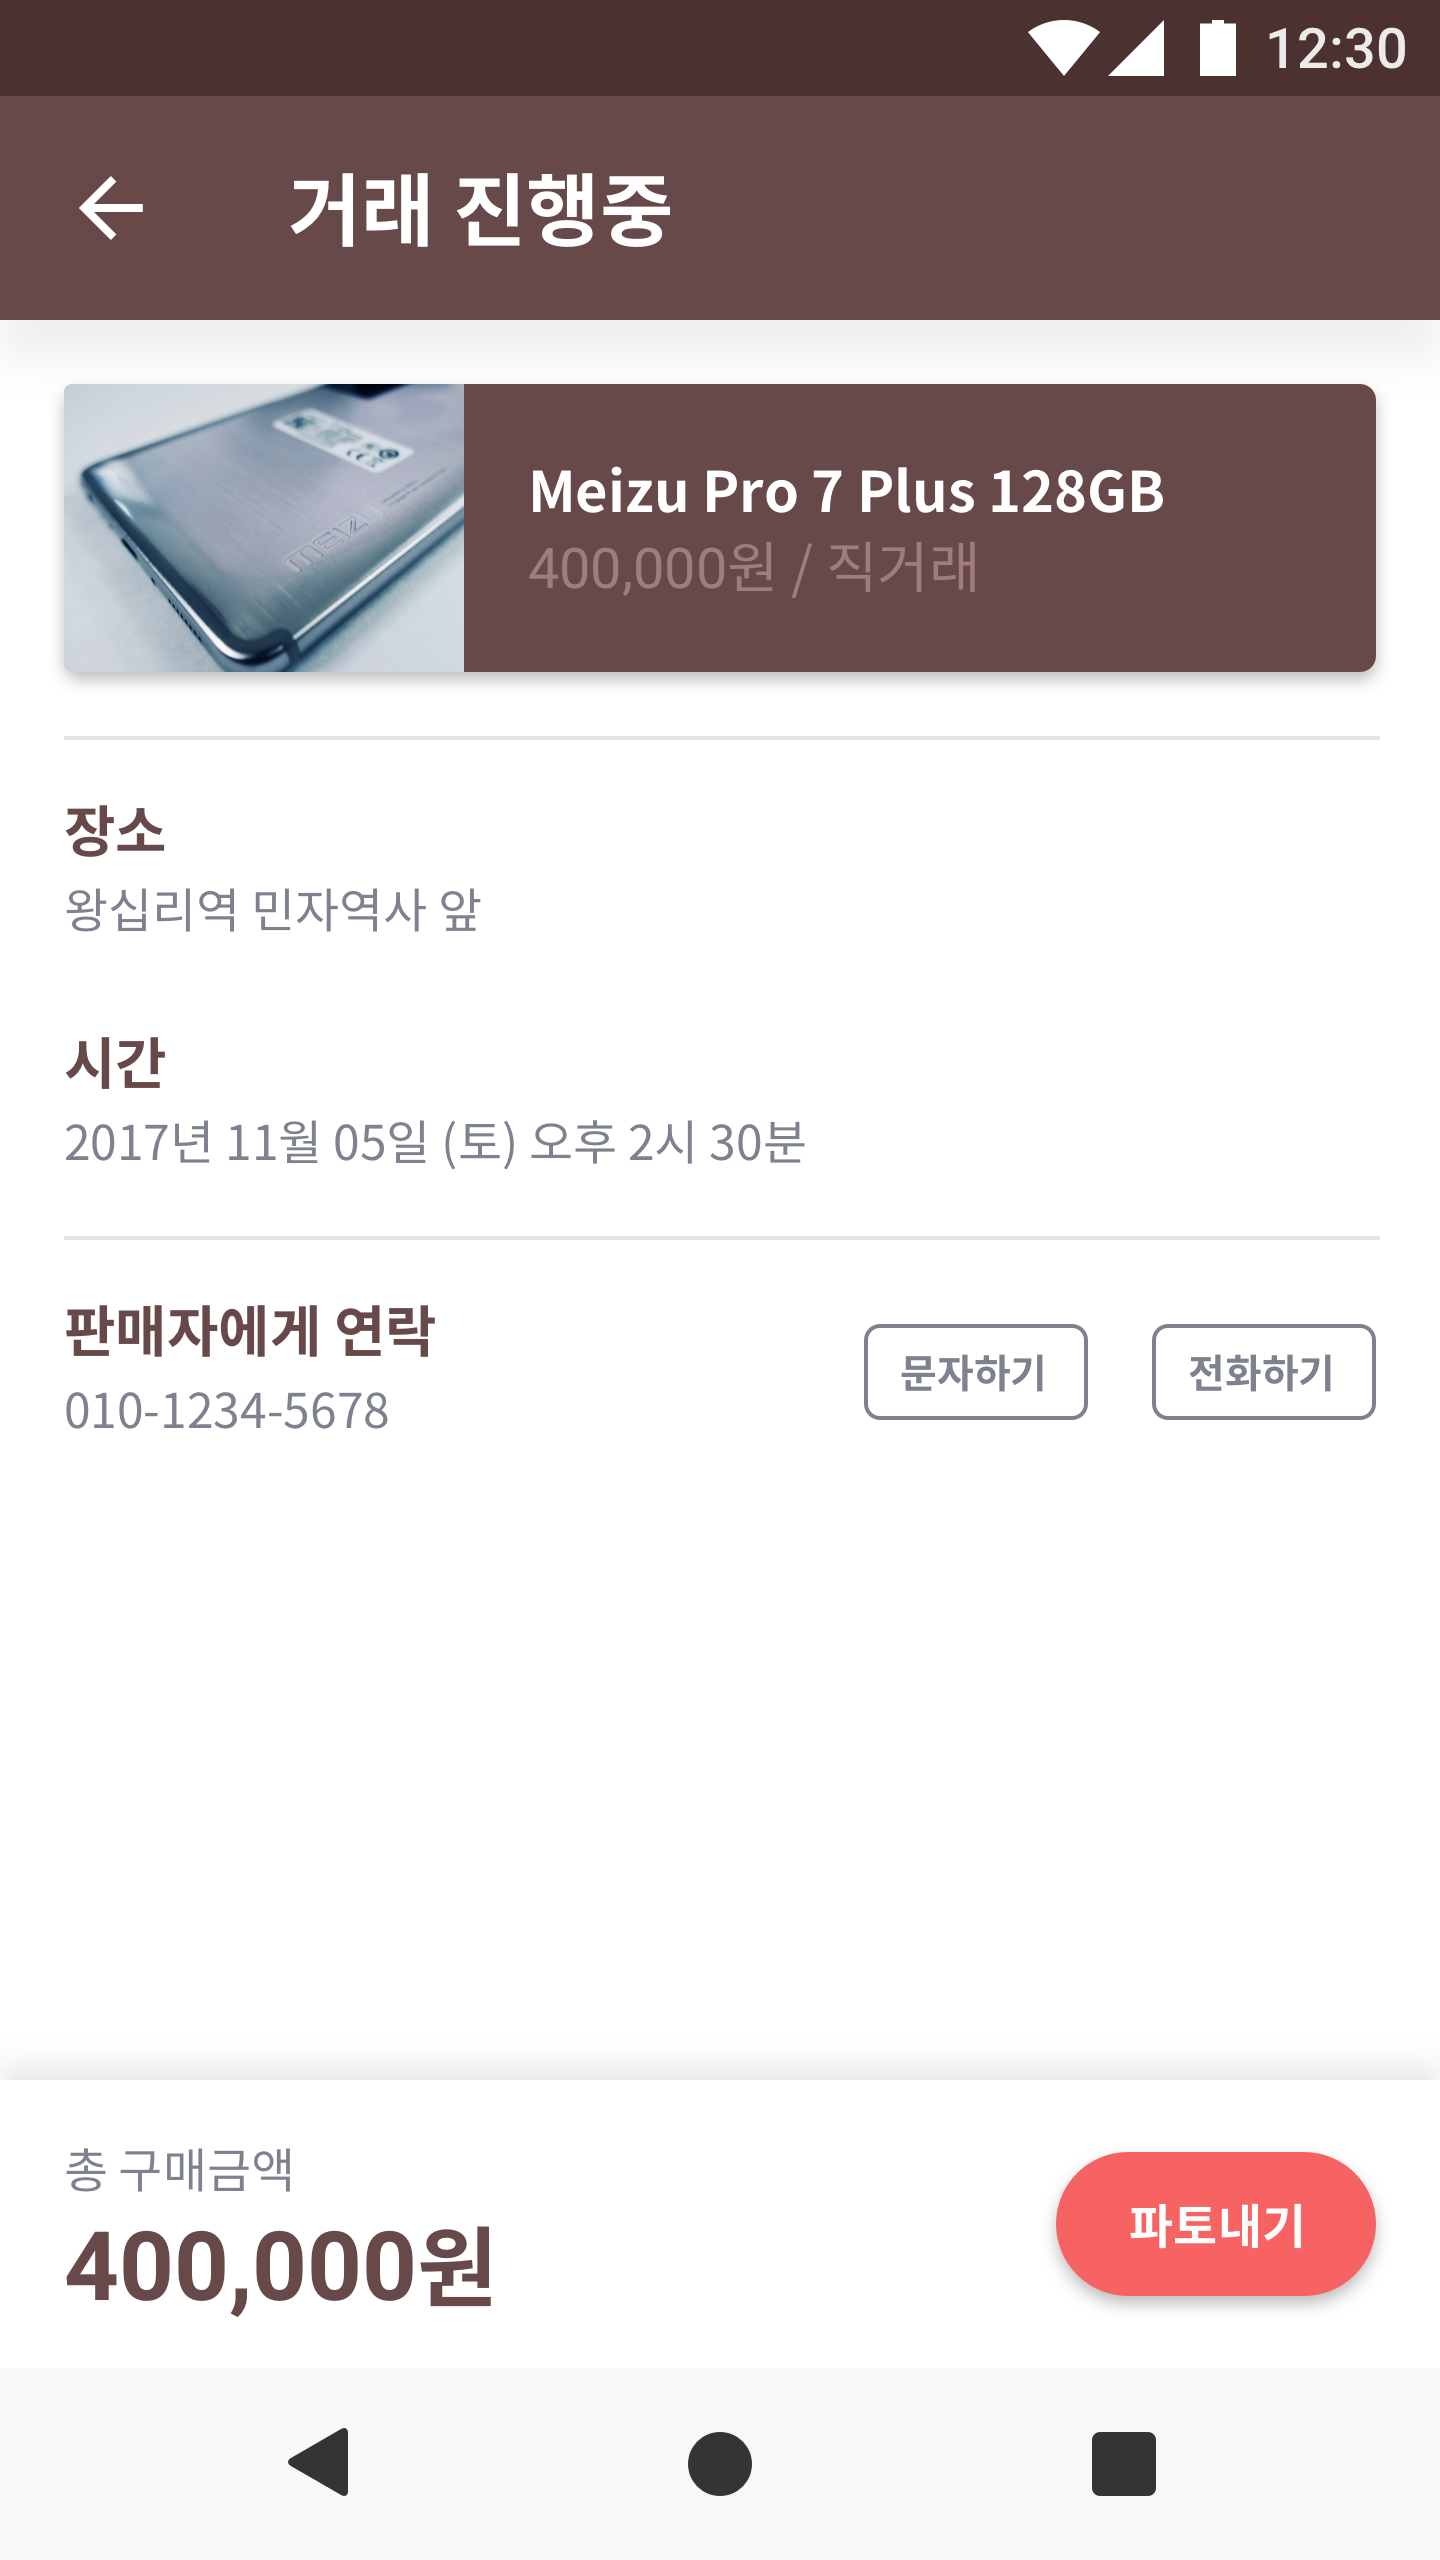 12:30
거래 진행중
MEIZU
Meizu Pro 7 Plus 128GB
400,000원 / 직거래
장소
왕십리역 민자역사 앞
시간
2017년 11월 05일 (토) 오후 2시 30분
판매자에게 연락
010-1234-5678
문자하기
전화하기
총 구매금액
400,000원
파토내기